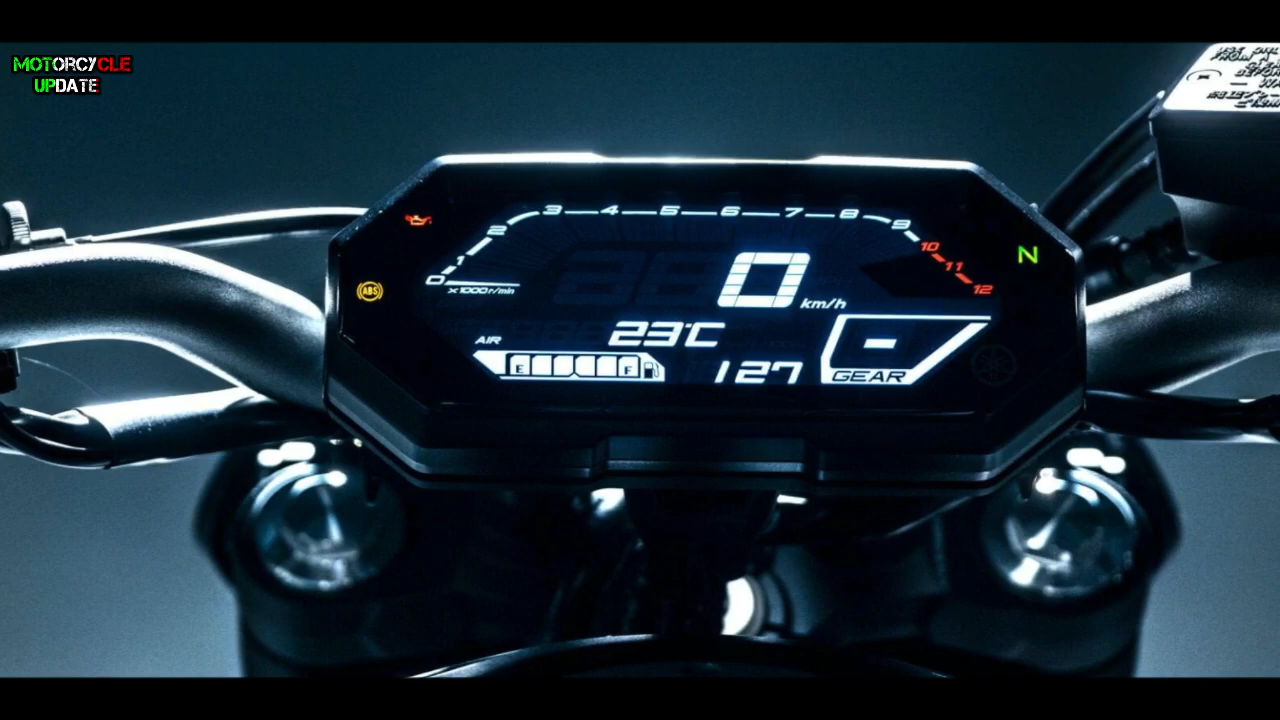 MOTORCYCLE
UPDATE
ABS
0 1 2 3 4 5 6 7 8 9 10 11 12
x1000 r/min
0 km/h
N
AIR 23°C
E F
127
-
GEAR